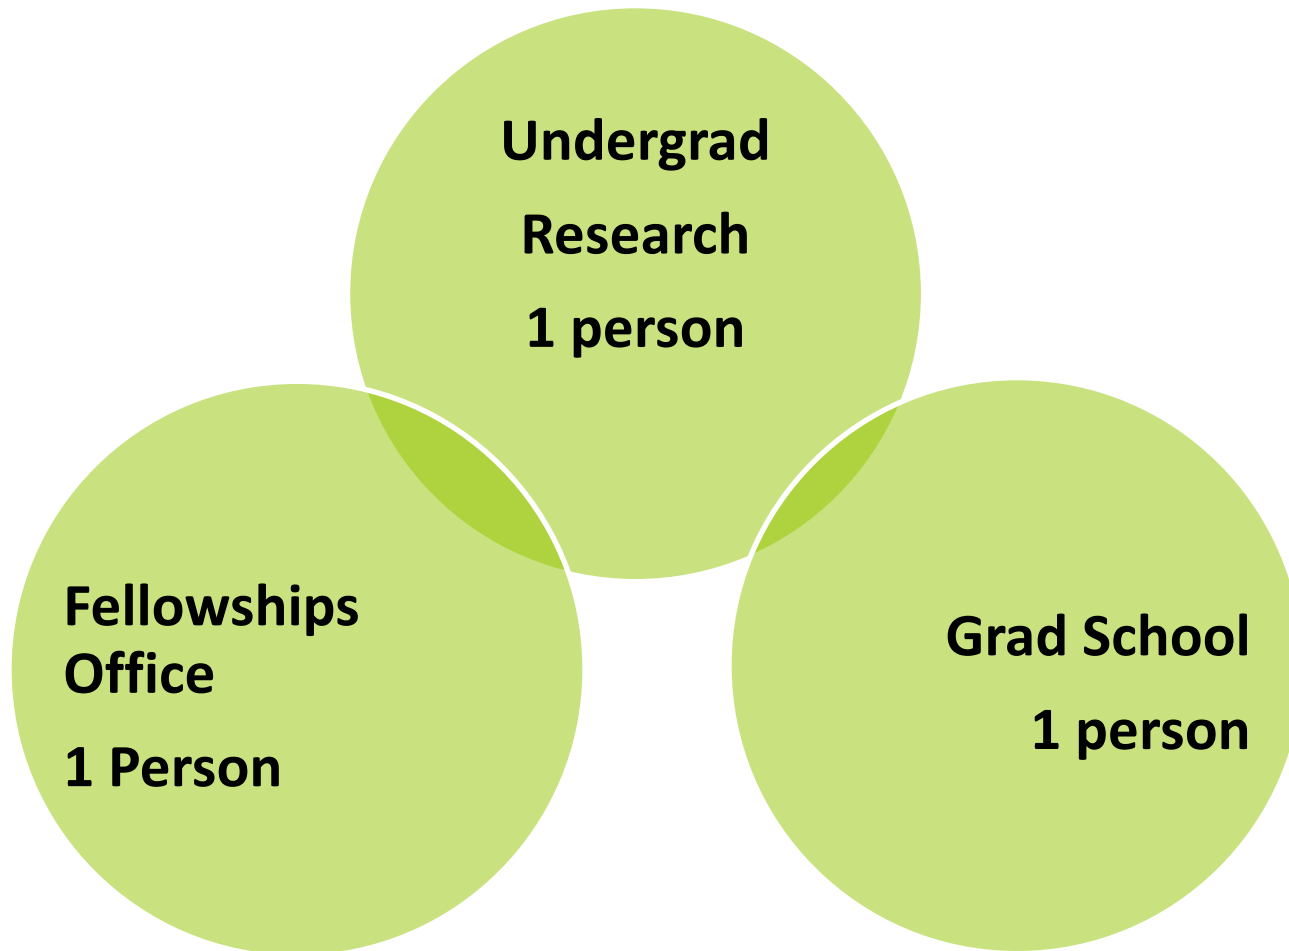 Undergrad
Research
1 person
Fellowships
Office
1 Person
Grad School
1 person